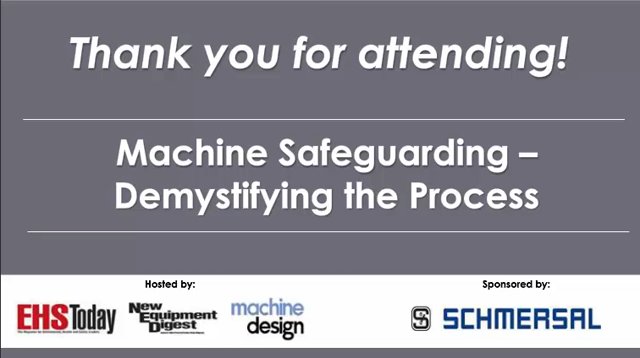 Thank you for attending!
Machine Safeguarding –
Demystifying the Process
Hosted by:
Sponsored by:
EHSToday
New
Equipment
Digest
machine
design
S SCHMERSAL